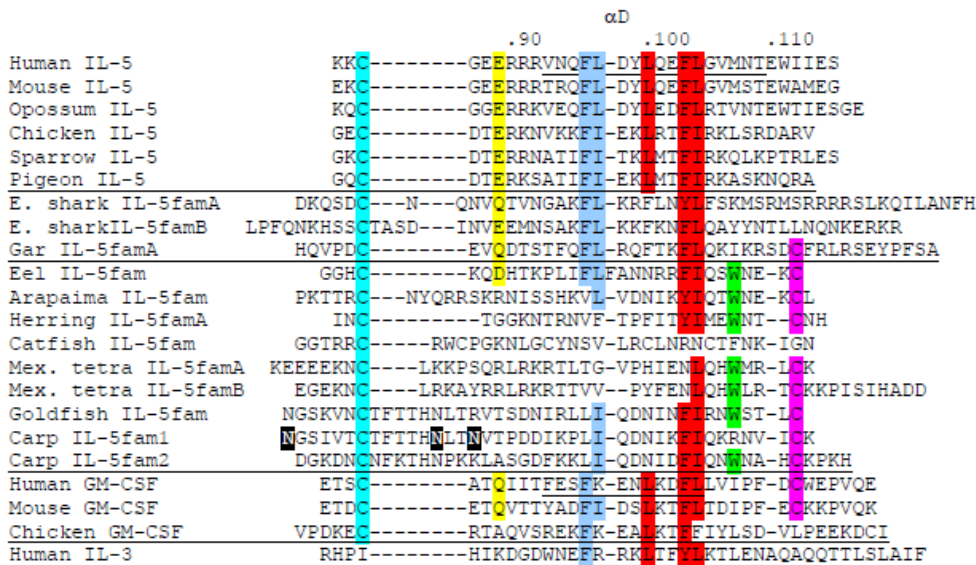 αD
.90 .100 .110
Human IL-5 KKC--------GEERRRVNQFL-DYLQEFLGVMNTEWIIES
Mouse IL-5 EKC--------GEERRRTRQFL-DYLQEFLGVMSTEWAMEG
Opossum IL-5 KQC--------GGERRKVEQFL-DYLEDFLRTVNTEWTIESGE
Chicken IL-5 GEC--------DTERKNVKKFI-EKLRTFIRKLSRDARV
Sparrow IL-5 GKC--------DTERRNATIFI-TKLMTFIRKQLKPTRLES
Pigeon IL-5 GQC--------DTERKSATIFI-EKLMTFIRKASKNQRA
E. shark IL-5famA DKQSDC---N---QNVQTVNGAKFL-KRFLNYLFSKMSRMSRRRRSLKQILANFH
E. sharkIL-5famB LPFQNKHSSCTASD----INVEEMNSAKFL-KKFKNFLQAYYNTLLNQNKERKR
Gar IL-5famA HQVPDC--------EVQDTSTFQFL-RQFTKFLQKIKRSDCFRLRSEYPFSA
Eel IL-5fam GGHC--------KQDHTKPLIFLFANNRRFIQSWNE-KC
Arapaima IL-5fam PKTTRC---NYQRRSKRNISSHKVL-VDNIKYIQTWNE-KCL
Herring IL-5famA INC---------TGGKNTRNVF-TPFITYIMEWNT--CNH
Catfish IL-5fam GGTRRC----RWCPGKNLGCYNSV-LRCLNRNCTFNK-IGN
Mex. tetra IL-5famA KEEEEKNC----LKKPSQRLRKRTLTG-VPHIENLQHWMR-LCK
Mex. tetra IL-5famB EGEKNC----LRKAYRRLRKRTTVV--PYFENLQHWLR-TCKKPISIHADD
Goldfish IL-5fam NGSKVNCTFTTHNLTRVTSDNIRLLI-QDNINFIRNWST-LC
Carp IL-5fam1 NGSIVTCTFTTHNLTNVTPDDIKPLI-QDNIKFIQKRNV-ICK
Carp IL-5fam2 DGKDNCNFKTHNPKKLASGDFKKLI-QDNIDFIQNWNA-HCKPKH
Human GM-CSF ETSC--------ATQIITFESFK-ENLKDFLLVIPF-DCWEPVQE
Mouse GM-CSF ETDC--------ETQVTTYADFI-DSLKTFLTDIPF-ECKKPVQK
Chicken GM-CSF VPDKEC--------RTAQVSREKFK-EALKTFFIYLSD-VLPEEKDCI
Human IL-3 RHPI--------HIKDGDWNEFR-RKLTFYLKTLENAQAQQTTLSLAIF